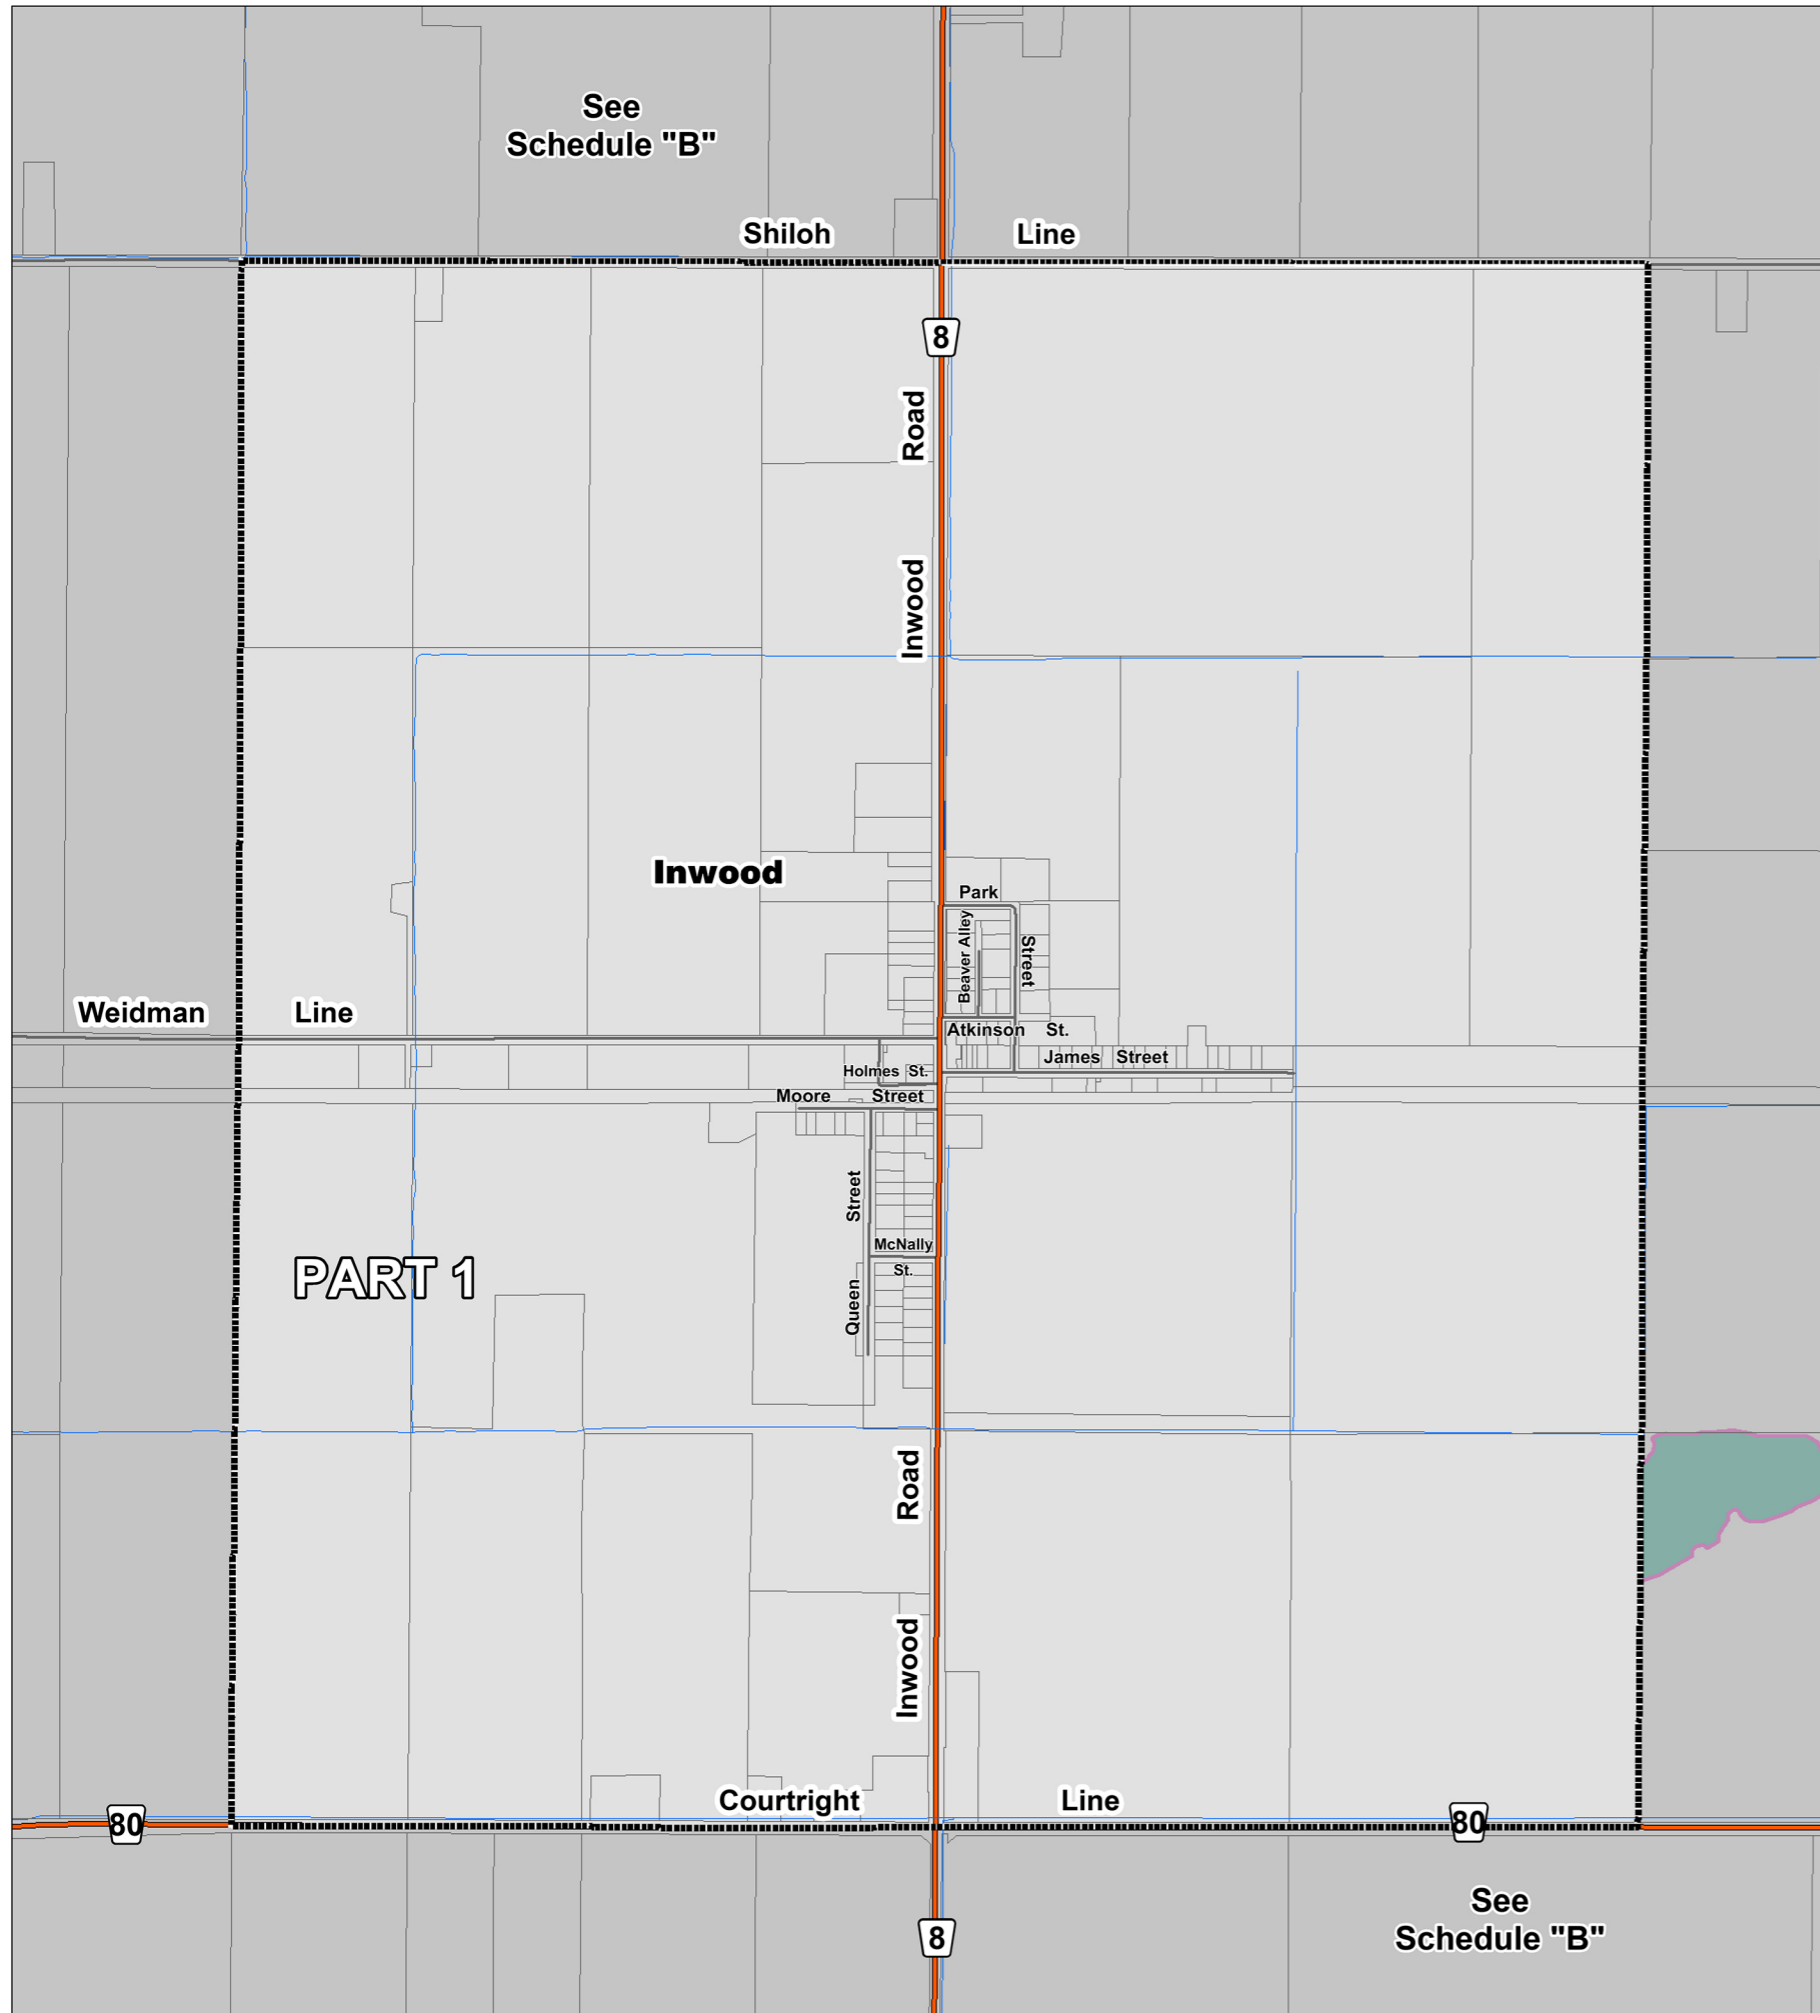 See
Schedule "B"
Shiloh Line
8
Road
Inwood
Inwood
Park
Beaver Alley
Street
Weidman Line
Atkinson St.
James Street
Holmes St.
Moore Street
Street
McNally
St.
PART 1
Queen
Road
Inwood
Courtright Line
80
80
See
Schedule "B"
8